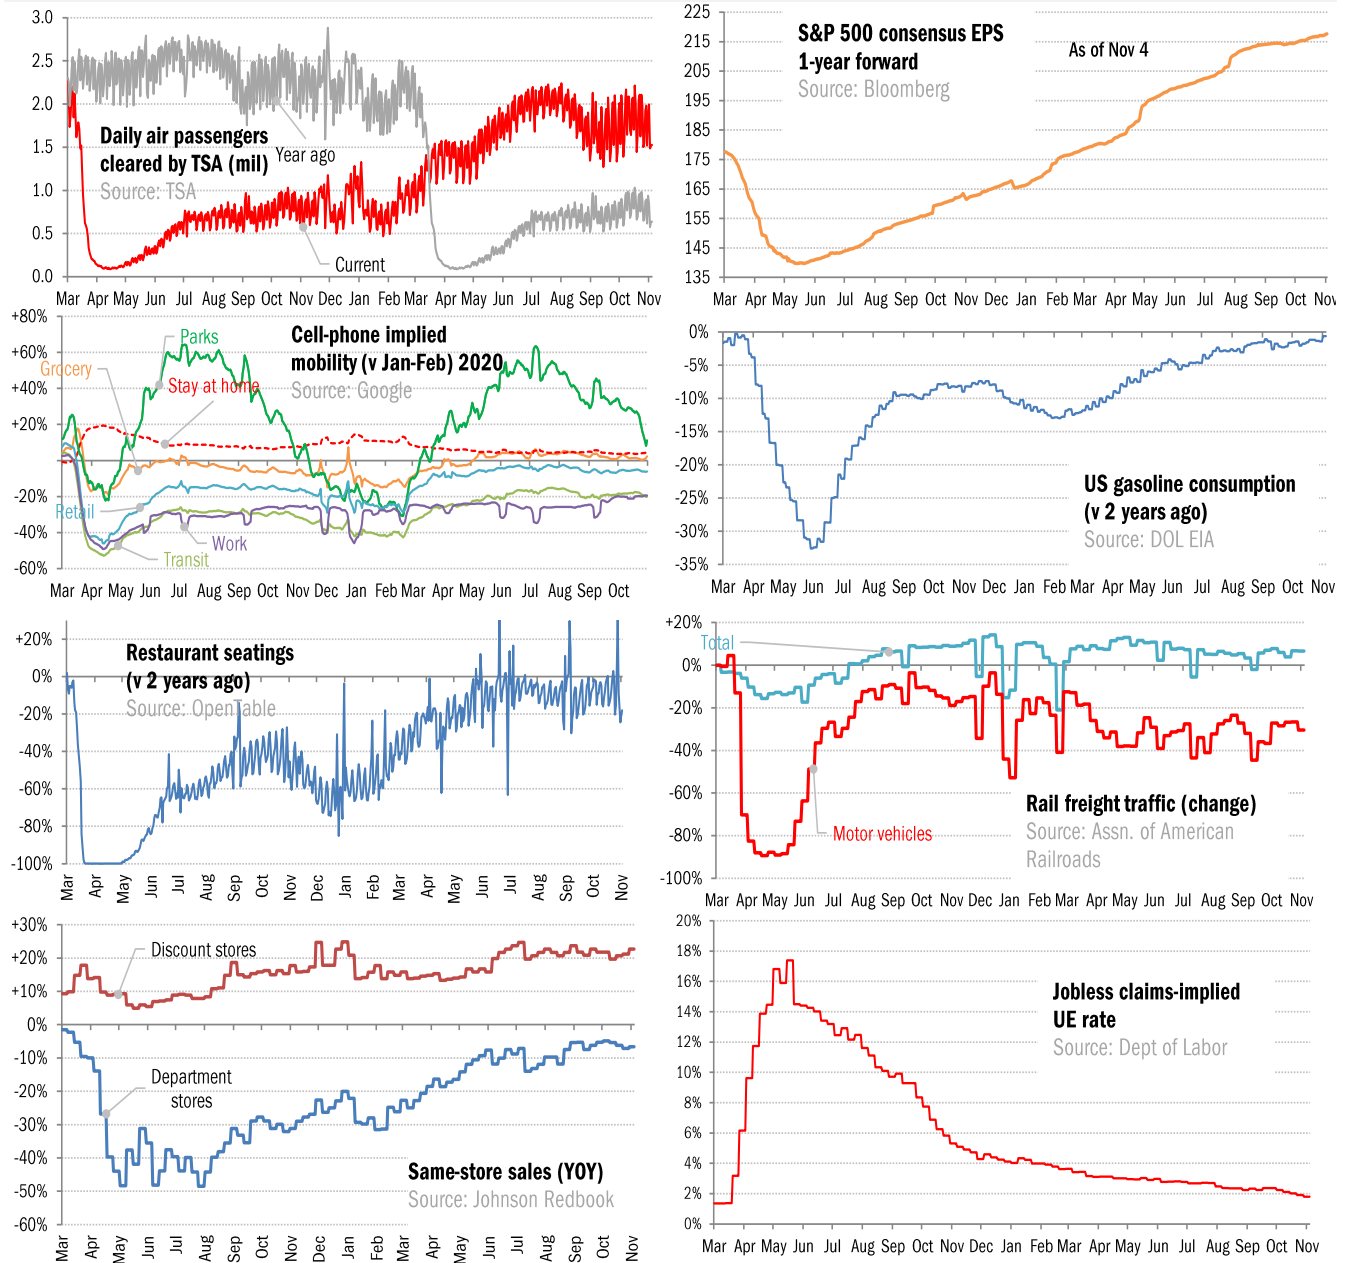 3.0
2.5
2.0
1.5
1.0
0.5
0.0
Daily air passengers
cleared by TSA (mil)
Source: TSA
Year ago
Current
Mar Apr May Jun Jul Aug Sep Oct Nov Dec Jan Feb Mar Apr May Jun Jul Aug Sep Oct Nov
225
215
205
195
185
175
165
155
145
135
S&P 500 consensus EPS
1-year forward
Source: Bloomberg
As of Nov 4
Mar Apr May Jun Jul Aug Sep Oct Nov Dec Jan Feb Mar Apr May Jun Jul Aug Sep Oct Nov
+80%
+60%
+40%
+20%
-20%
-40%
-60%
Cell-phone implied
mobility (v Jan-Feb) 2020
Source: Google
Parks
Grocery
Stay at home
Retail
Work
Transit
Mar Apr May Jun Jul Aug Sep Oct Nov Dec Jan Feb Mar Apr May Jun Jul Aug Sep Oct
0%
-5%
-10%
-15%
-20%
-25%
-30%
-35%
US gasoline consumption
(v 2 years ago)
Source: DOL EIA
Mar Apr May Jun Jul Aug Sep Oct Nov Dec Jan Feb Mar Apr May Jun Jul Aug Sep Oct Nov
+20%
0%
-20%
-40%
-60%
-80%
-100%
Restaurant seatings
(v 2 years ago)
Source: OpenTable
Mar Apr May Jun Jul Aug Sep Oct Nov Dec Jan Feb Mar Apr May Jun Jul Aug Sep Oct Nov
+20%
0%
-20%
-40%
-60%
-80%
-100%
Total
Motor vehicles
Rail freight traffic (change)
Source: Assn. of American
Railroads
Mar Apr May Jun Jul Aug Sep Oct Nov Dec Jan Feb Mar Apr May Jun Jul Aug Sep Oct Nov
+30%
+20%
+10%
0%
-10%
-20%
-30%
-40%
-50%
-60%
Discount stores
Department
stores
Same-store sales (YOY)
Source: Johnson Redbook
Mar Apr May Jun Jul Aug Sep Oct Nov Dec Jan Feb Mar Apr May Jun Jul Aug Sep Oct Nov
20%
18%
16%
14%
12%
10%
8%
6%
4%
2%
0%
Jobless claims-implied
UE rate
Source: Dept of Labor
Mar Apr May Jun Jul Aug Sep Oct Nov Dec Jan Feb Mar Apr May Jun Jul Aug Sep Oct Nov